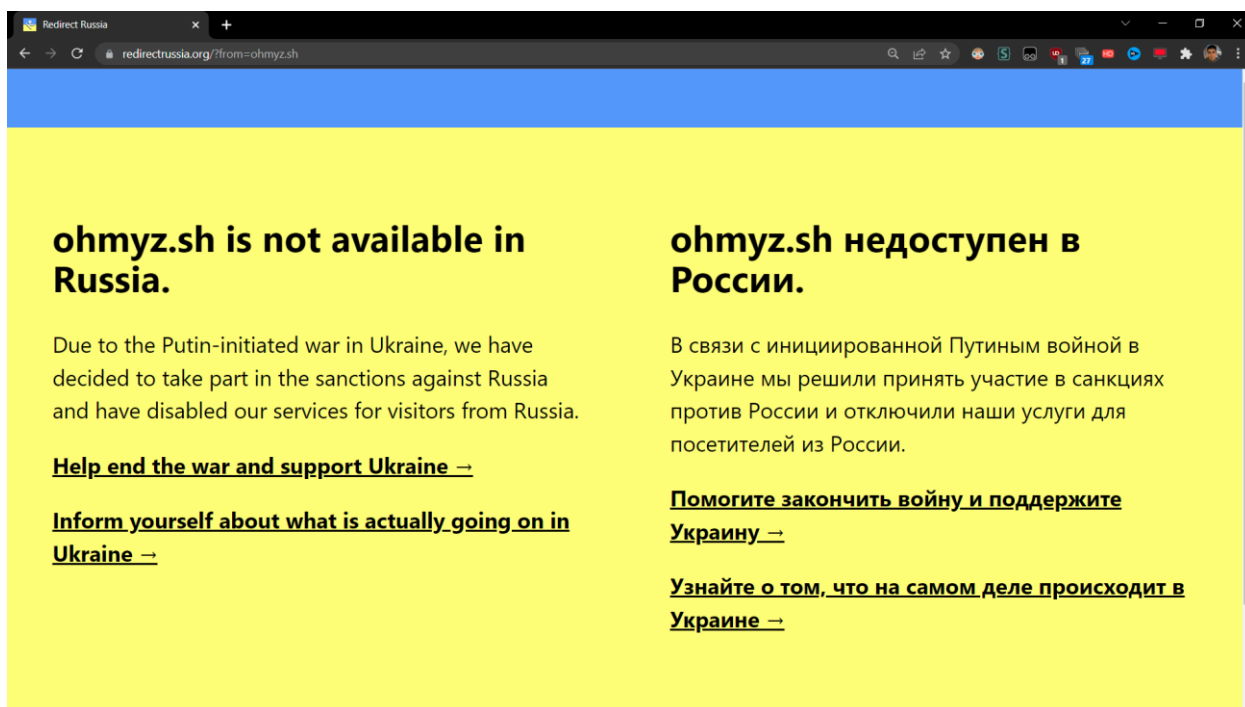 Redirect Russia
redirectrussia.org/?from=ohmyz.sh
ohmyz.sh is not available in
Russia.
Due to the Putin-initiated war in Ukraine, we have
decided to take part in the sanctions against Russia
and have disabled our services for visitors from Russia.
Help end the war and support Ukraine →
Inform yourself about what is actually going on in
Ukraine →
ohmyz.sh недоступен в
России.
В связи с инициированной Путиным войной в
Украине мы решили принять участие в санкциях
против России и отключили наши услуги для
посетителей из России.
Помогите закончить войну и поддержите
Украину →
Узнайте о том, что на самом деле происходит в
Украине →